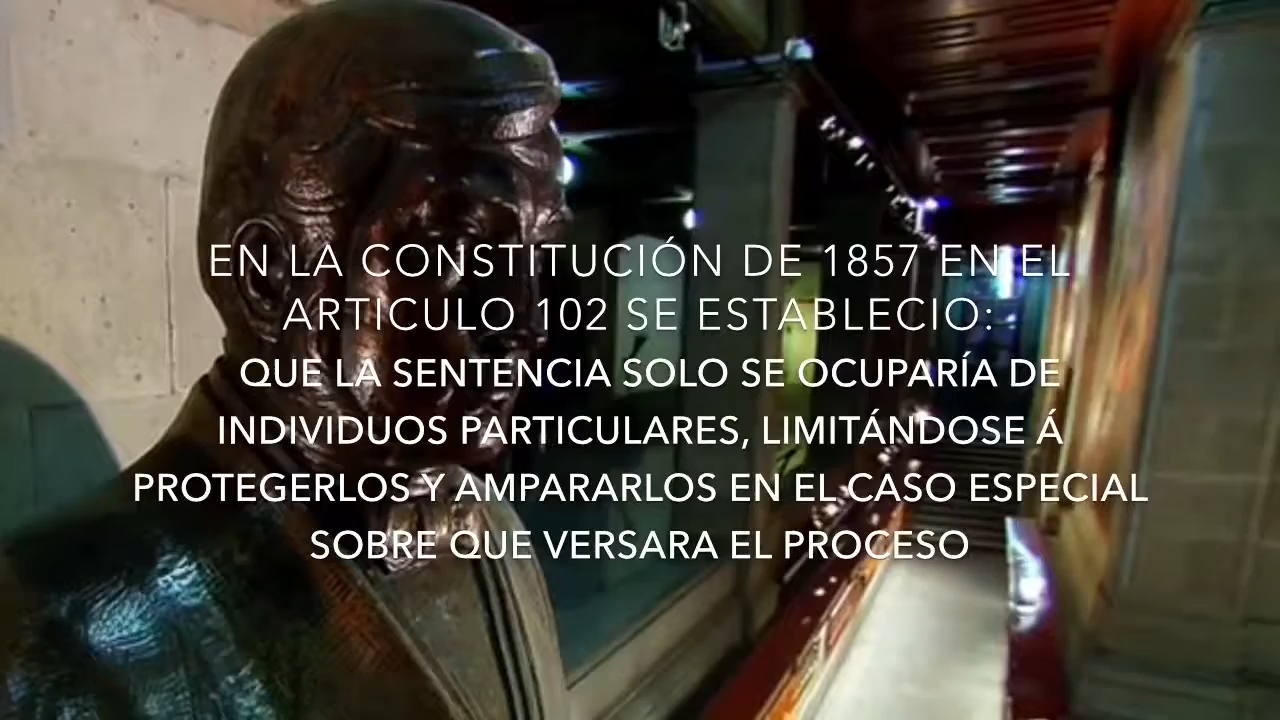 EN LA CONSTITUCIÓN DE 1857 EN EL
ARTICULO 102 SE ESTABLECIO:
QUE LA SENTENCIA SOLO SE OCUPARÍA DE
INDIVIDUOS PARTICULARES, LIMITÁNDOSE Á
PROTEGERLOS Y AMPARARLOS EN EL CASO ESPECIAL
SOBRE QUE VERSARA EL PROCESO